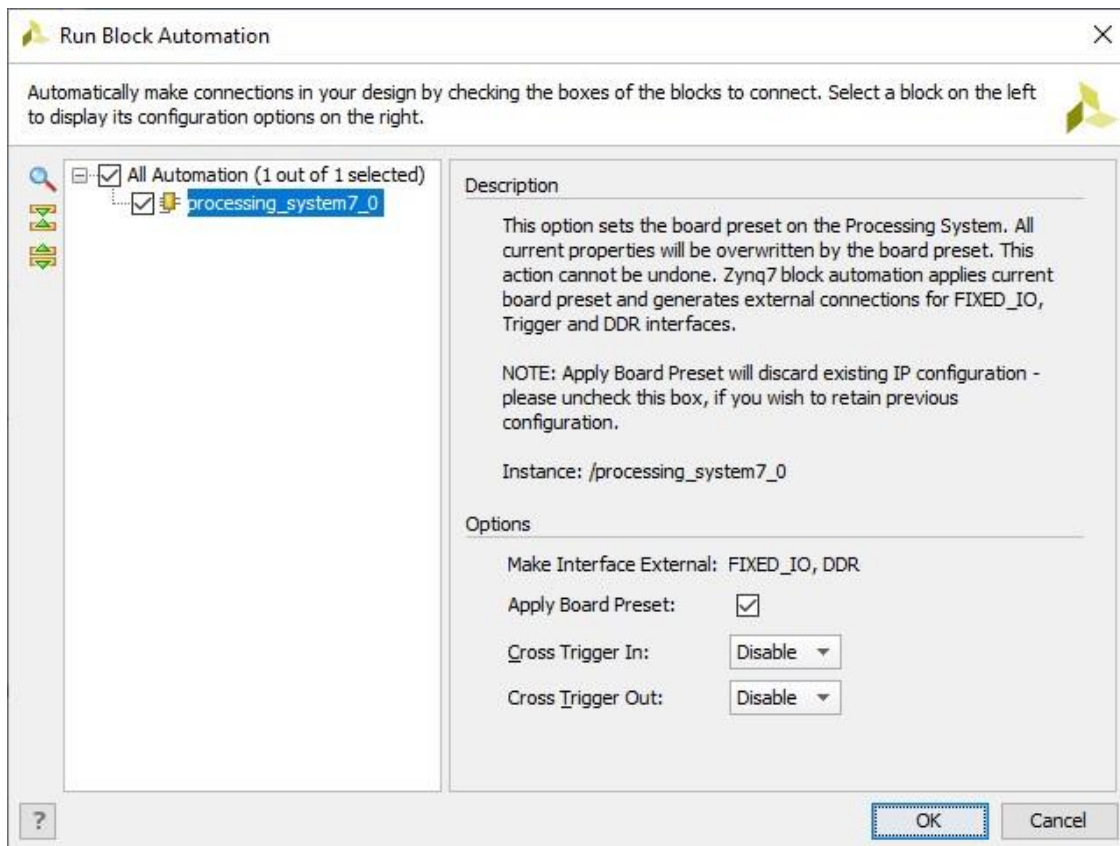 Run Block Automation
Automatically make connections in your design by checking the boxes of the blocks to connect. Select a block on the left
to display its configuration options on the right.
All Automation (1 out of 1 selected)
processing_system7_0
Description
This option sets the board preset on the Processing System. All
current properties will be overwritten by the board preset. This
action cannot be undone. Zynq7 block automation applies current
board preset and generates external connections for FIXED_IO,
Trigger and DDR interfaces.
NOTE: Apply Board Preset will discard existing IP configuration -
please uncheck this box, if you wish to retain previous
configuration.
Instance: /processing_system7_0
Options
Make Interface External: FIXED_IO, DDR
Apply Board Preset:
Cross Trigger In: Disable
Cross Trigger Out: Disable
? OK Cancel